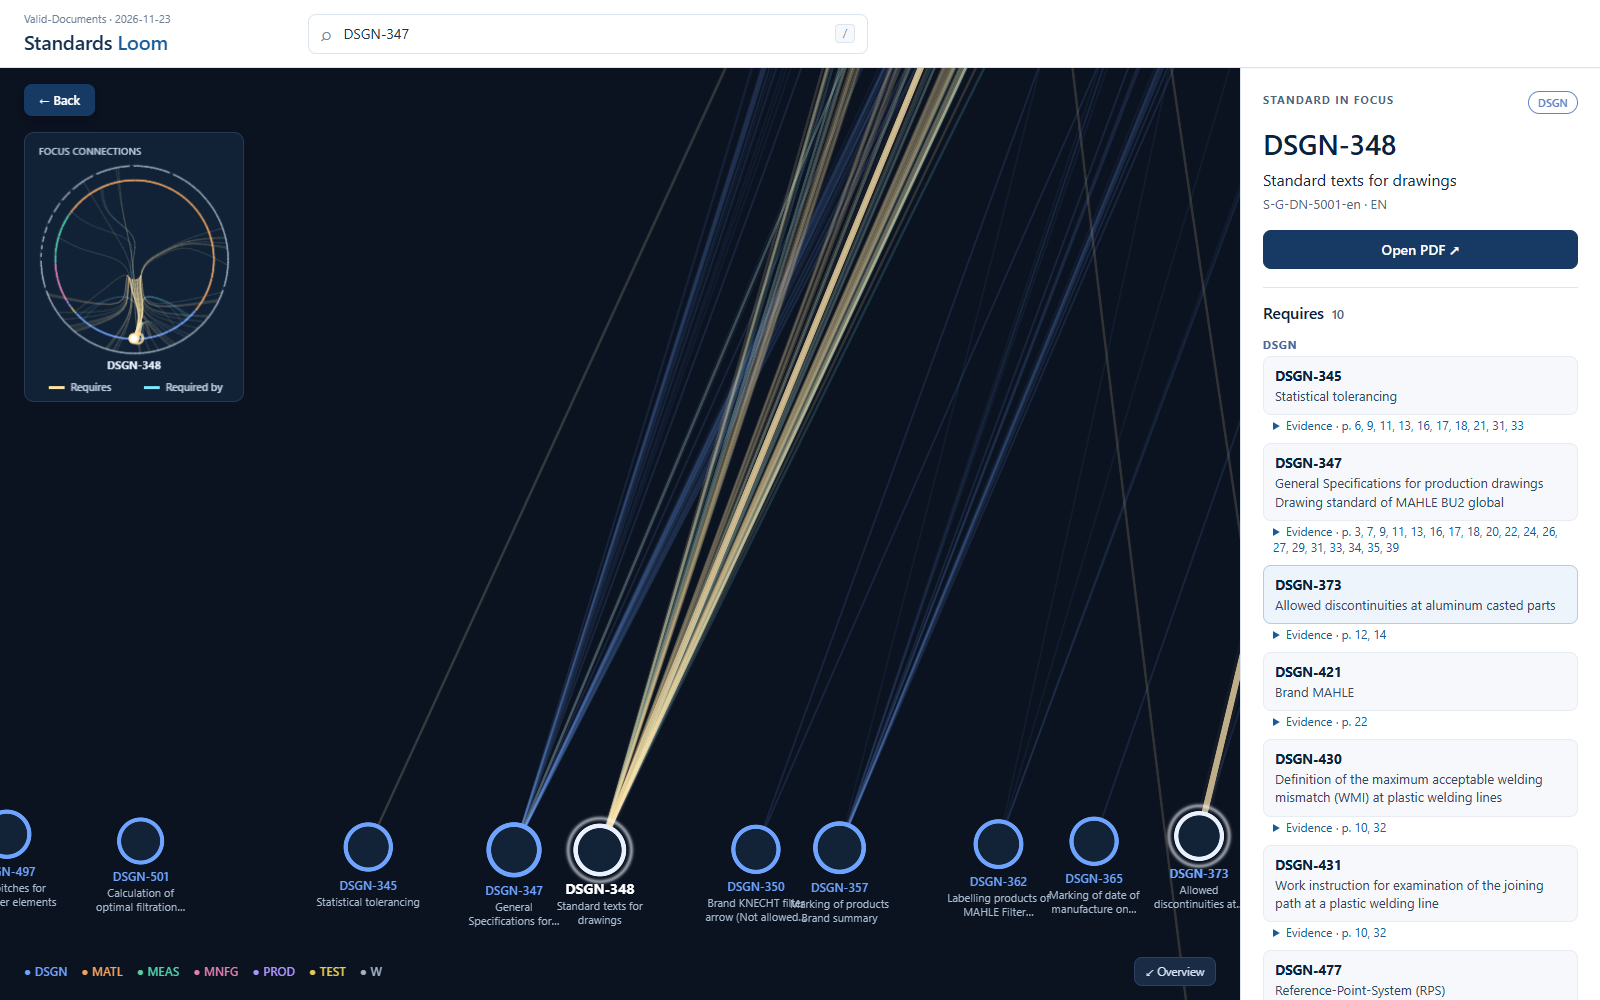 Valid-Documents · 2026-11-23
Standards Loom
DSGN-347
/
← Back
FOCUS CONNECTIONS
DSGN-348
Requires
Required by
STANDARD IN FOCUS
DSGN
DSGN-348
Standard texts for drawings
S-G-DN-5001-en · EN
Open PDF ↗
Requires 10
DSGN
DSGN-345
Statistical tolerancing
▶ Evidence · p. 6, 9, 11, 13, 16, 17, 18, 21, 31, 33
DSGN-347
General Specifications for production drawings
Drawing standard of MAHLE BU2 global
▶ Evidence · p. 3, 7, 9, 11, 13, 16, 17, 18, 20, 22, 24, 26,
27, 29, 31, 33, 34, 35, 39
DSGN-373
Allowed discontinuities at aluminum casted parts
▶ Evidence · p. 12, 14
DSGN-421
Brand MAHLE
▶ Evidence · p. 22
DSGN-430
Definition of the maximum acceptable welding
mismatch (WMI) at plastic welding lines
▶ Evidence · p. 10, 32
DSGN-431
Work instruction for examination of the joining
path at a plastic welding line
▶ Evidence · p. 10, 32
DSGN-477
Reference-Point-System (RPS)
GN-497
itches for
er elements
DSGN-501
Calculation of
optimal filtration...
DSGN-345
Statistical tolerancing
DSGN-347
General
Specifications for...
DSGN-348
Standard texts for
drawings
DSGN-350
Brand KNECHT filter
arrow (Not allowed...
DSGN-357
Marking of products
Brand summary
DSGN-362
Labelling products of
MAHLE Filter...
DSGN-365
Marking of date of
manufacture on...
DSGN-373
Allowed
discontinuities at...
DSGN
MATL
MEAS
MNFG
PROD
TEST
W
↙ Overview